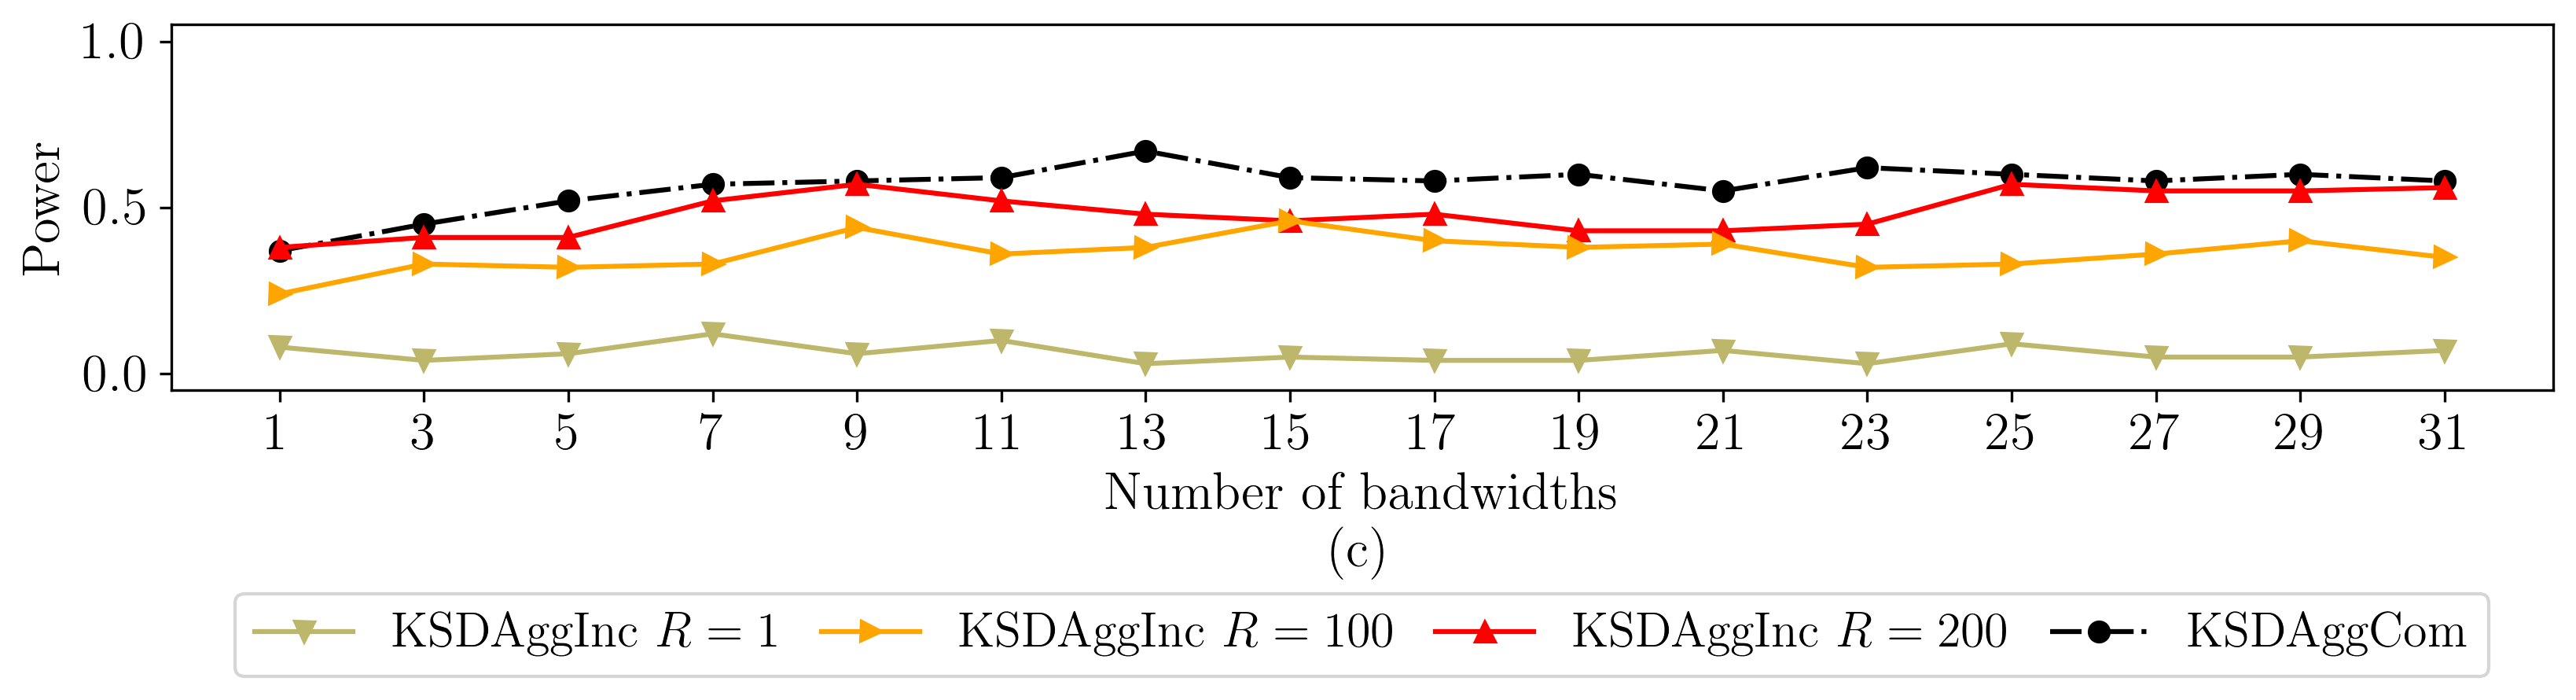 1.0
0.5
0.0
Power
1 3 5 7 9 11 13 15 17 19 21 23 25 27 29 31
Number of bandwidths
(c)
KSDAggInc R = 1 KSDAggInc R = 100 KSDAggInc R = 200 KSDAggCom